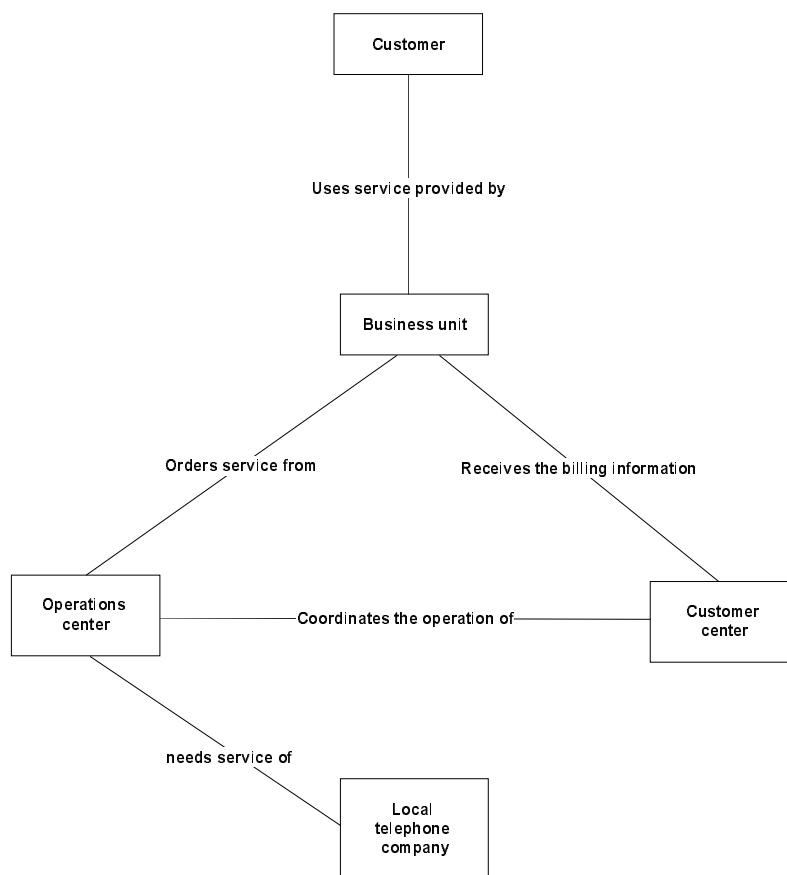 Customer
Uses service provided by
Business unit
Orders service from
Receives the billing information
Operations
center
Coordinates the operation of
Customer
center
needs service of
Local
telephone
company